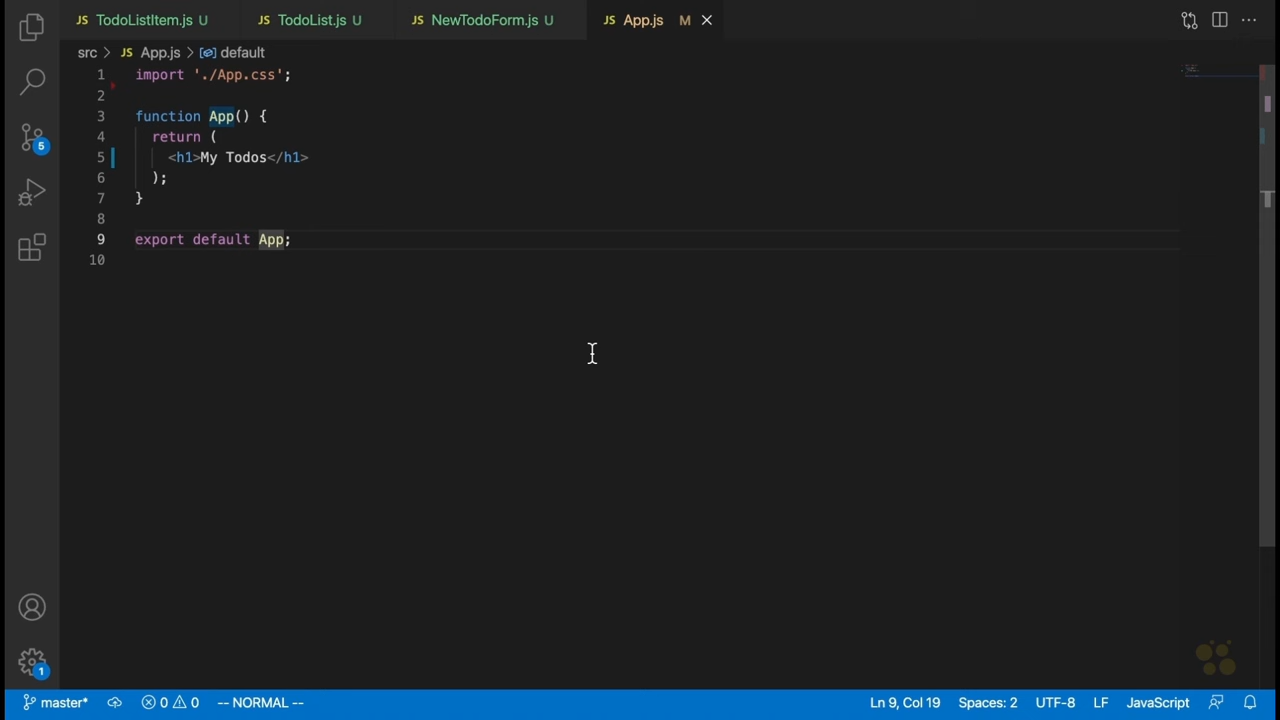 JS TodoListItem.js U JS TodoList.js U JS NewTodoForm.js U JS App.js M
src > JS App.js > default
1 import './App.css';
2
3 function App() {
4 return (
5 <h1>My Todos</h1>
6 );
7 }
8
9 export default App;
10
5
1
master* 0 0 -- NORMAL -- Ln 9, Col 19 Spaces: 2 UTF-8 LF JavaScript